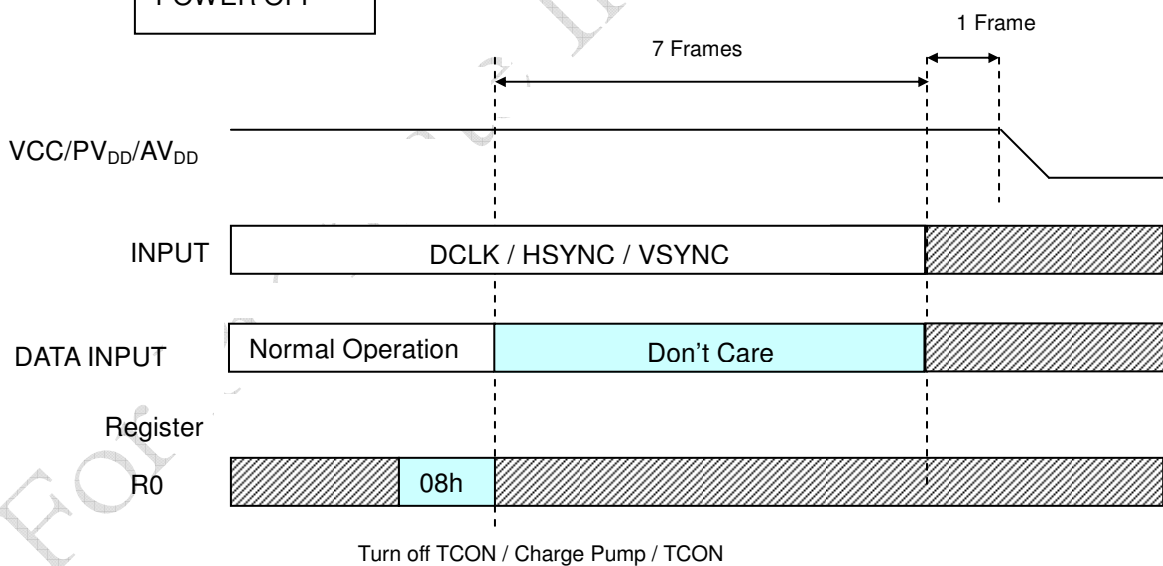 POWER OFF
1 Frame
7 Frames
VCC/PVDD/AVDD
INPUT
DCLK / HSYNC / VSYNC
DATA INPUT
Normal Operation
Don't Care
Register
R0
08h
Turn off TCON / Charge Pump / TCON
For